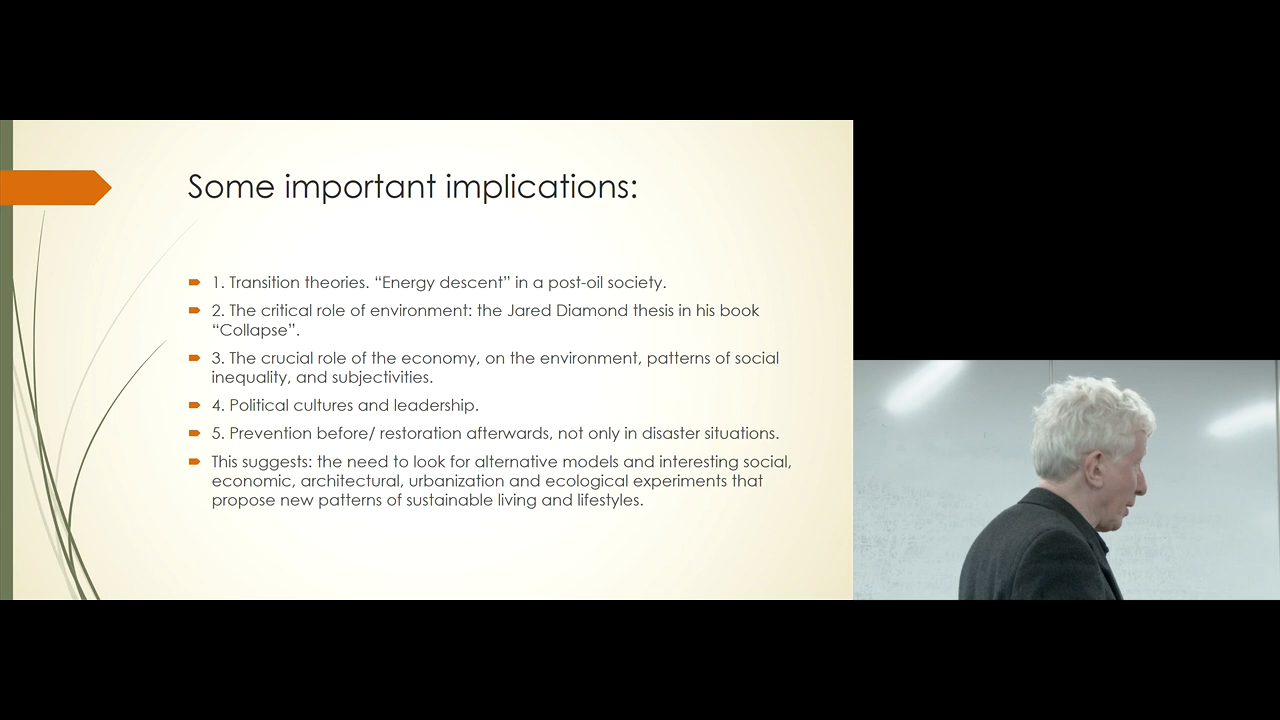 Some important implications:
1. Transition theories. “Energy descent” in a post-oil society.
2. The critical role of environment: the Jared Diamond thesis in his book
“Collapse”.
3. The crucial role of the economy, on the environment, patterns of social
inequality, and subjectivities.
4. Political cultures and leadership.
5. Prevention before/ restoration afterwards, not only in disaster situations.
This suggests: the need to look for alternative models and interesting social,
economic, architectural, urbanization and ecological experiments that
propose new patterns of sustainable living and lifestyles.